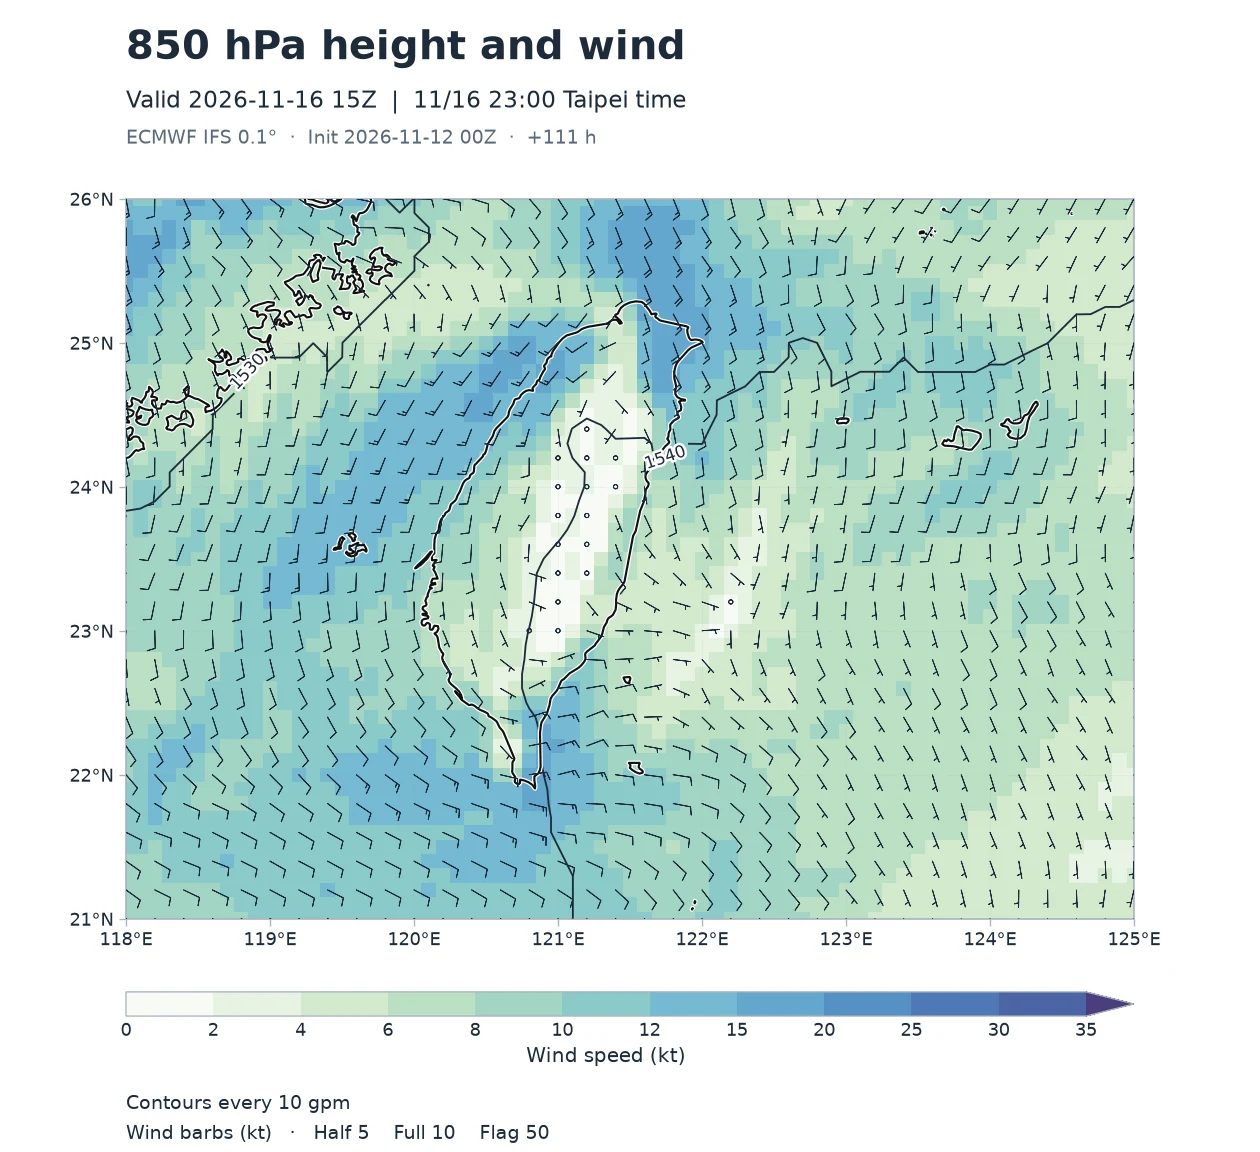 850 hPa height and wind
Valid 2026-11-16 15Z | 11/16 23:00 Taipei time
ECMWF IFS 0.1° · Init 2026-11-12 00Z · +111 h
26°N
25°N
1530
1540
24°N
23°N
22°N
21°N
118°E 119°E 120°E 121°E 122°E 123°E 124°E 125°E
0 2 4 6 8 10 12 15 20 25 30 35
Wind speed (kt)
Contours every 10 gpm
Wind barbs (kt) · Half 5 Full 10 Flag 50